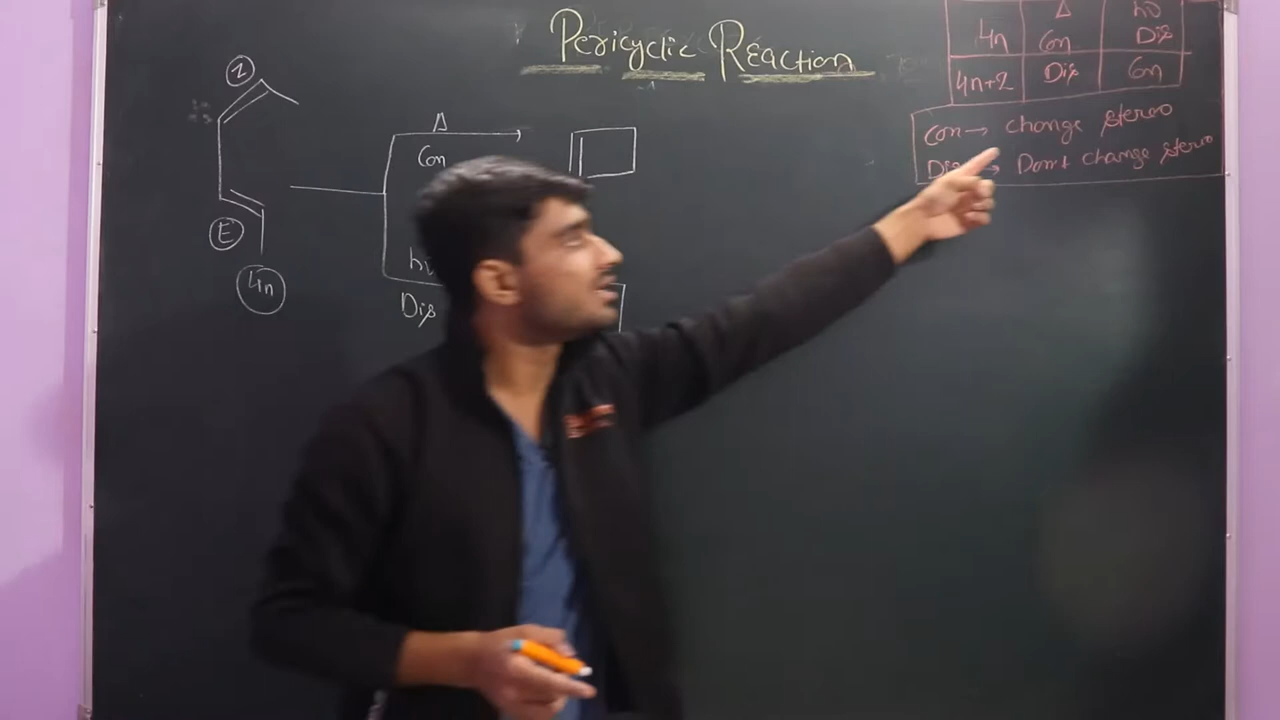 Pericyclic Reaction
Δ hν
4n Con Dis
4n+2 Dis Con
Con→ change stereo
Dis → Don't change stereo
Z
E
4n
Δ
Con
hν
Dis